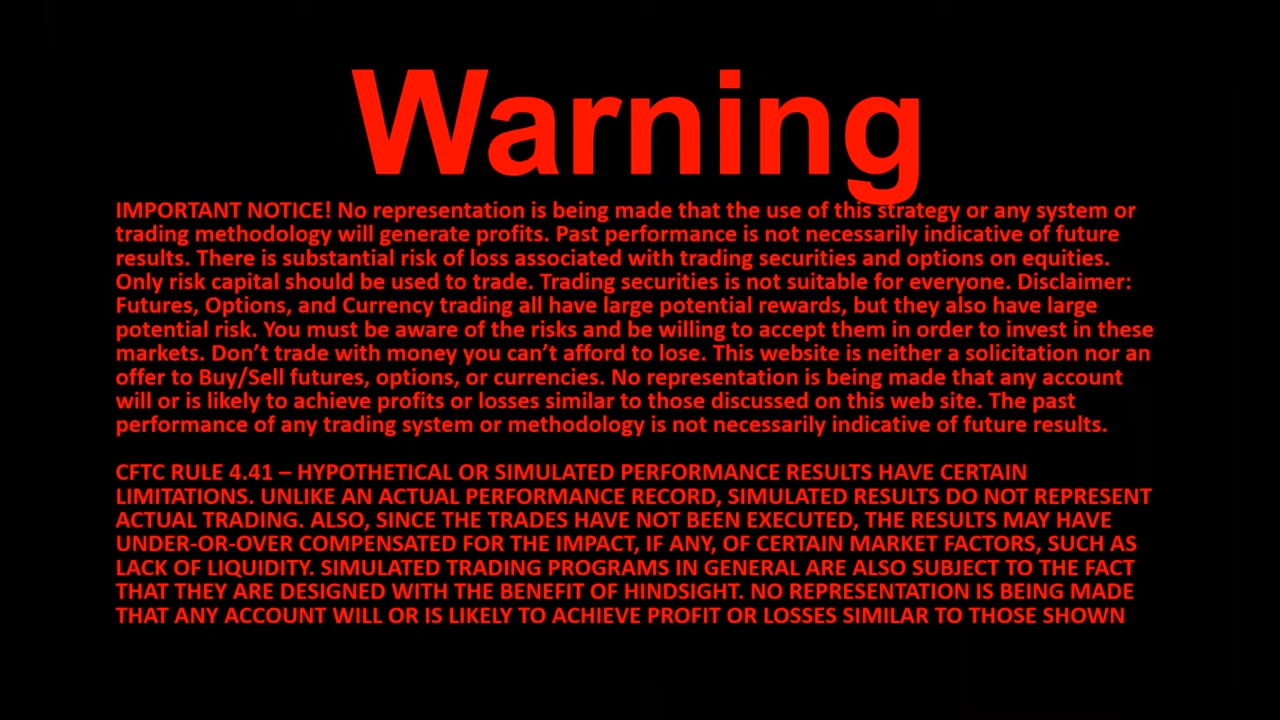 Warning
IMPORTANT NOTICE! No representation is being made that the use of this strategy or any system or
trading methodology will generate profits. Past performance is not necessarily indicative of future
results. There is substantial risk of loss associated with trading securities and options on equities.
Only risk capital should be used to trade. Trading securities is not suitable for everyone. Disclaimer:
Futures, Options, and Currency trading all have large potential rewards, but they also have large
potential risk. You must be aware of the risks and be willing to accept them in order to invest in these
markets. Don’t trade with money you can’t afford to lose. This website is neither a solicitation nor an
offer to Buy/Sell futures, options, or currencies. No representation is being made that any account
will or is likely to achieve profits or losses similar to those discussed on this web site. The past
performance of any trading system or methodology is not necessarily indicative of future results.
CFTC RULE 4.41 – HYPOTHETICAL OR SIMULATED PERFORMANCE RESULTS HAVE CERTAIN
LIMITATIONS. UNLIKE AN ACTUAL PERFORMANCE RECORD, SIMULATED RESULTS DO NOT REPRESENT
ACTUAL TRADING. ALSO, SINCE THE TRADES HAVE NOT BEEN EXECUTED, THE RESULTS MAY HAVE
UNDER-OR-OVER COMPENSATED FOR THE IMPACT, IF ANY, OF CERTAIN MARKET FACTORS, SUCH AS
LACK OF LIQUIDITY. SIMULATED TRADING PROGRAMS IN GENERAL ARE ALSO SUBJECT TO THE FACT
THAT THEY ARE DESIGNED WITH THE BENEFIT OF HINDSIGHT. NO REPRESENTATION IS BEING MADE
THAT ANY ACCOUNT WILL OR IS LIKELY TO ACHIEVE PROFIT OR LOSSES SIMILAR TO THOSE SHOWN